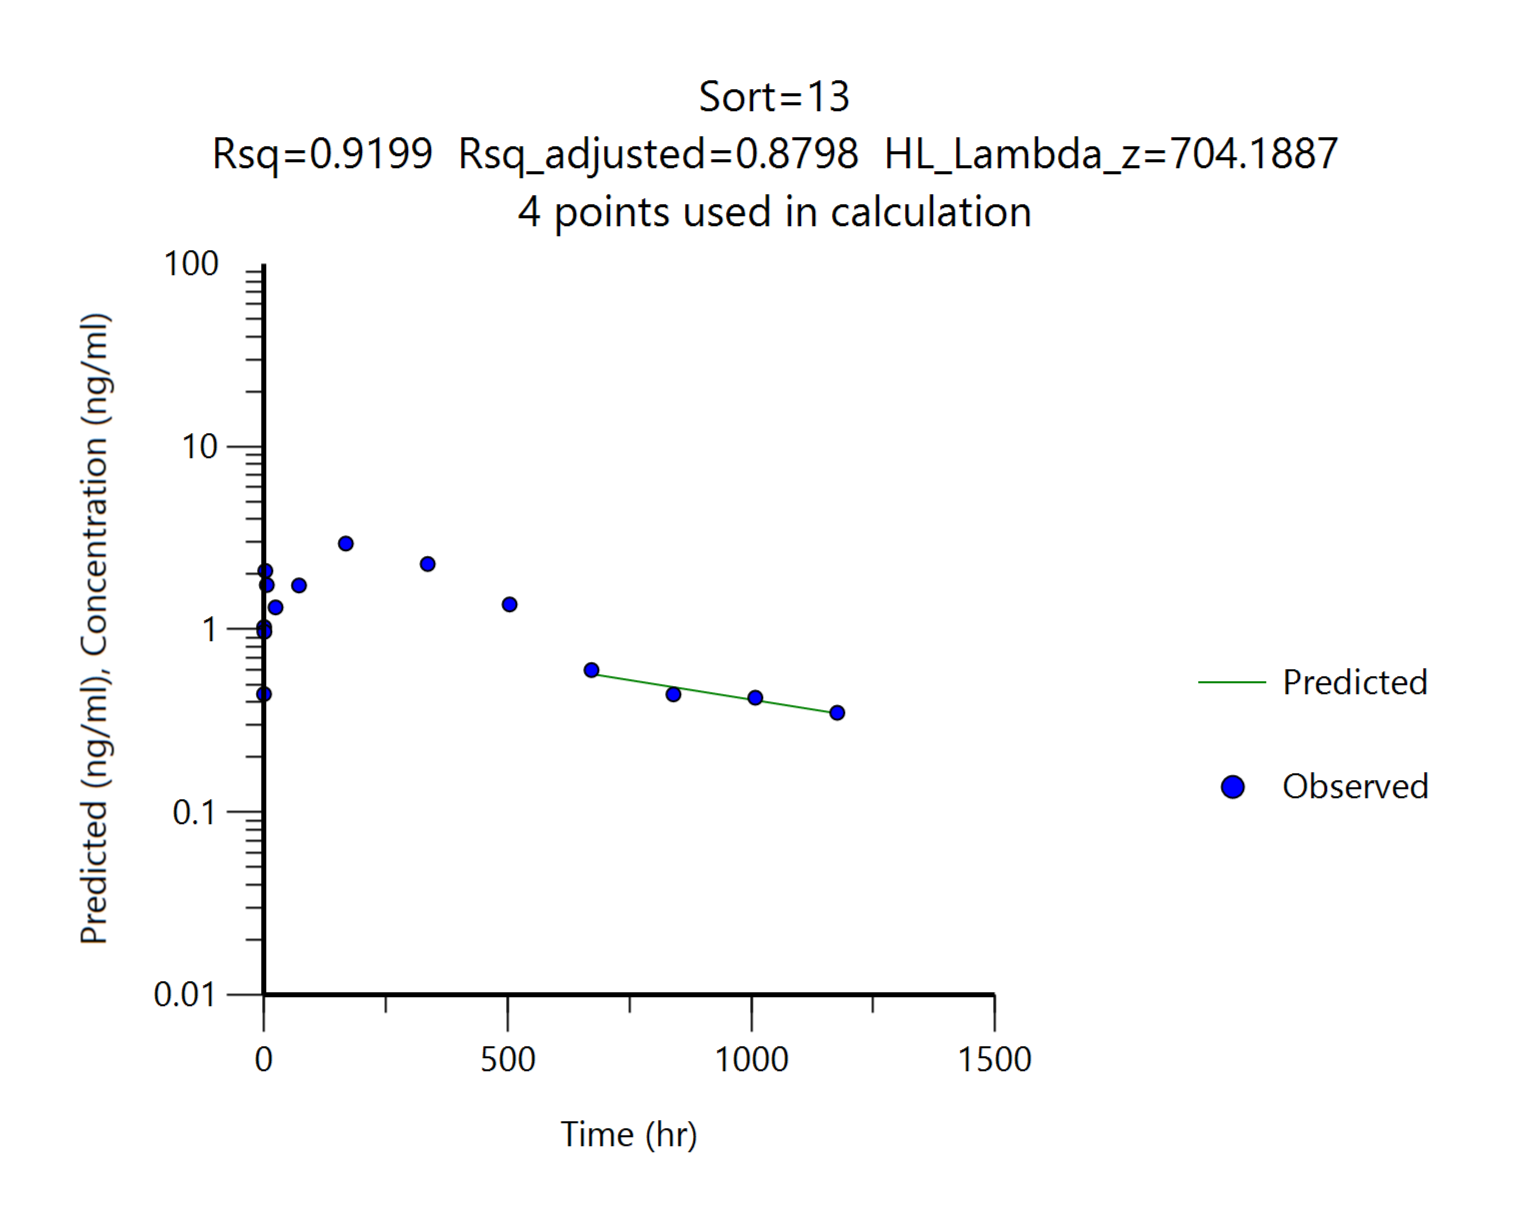 Sort=13
Rsq=0.9199 Rsq_adjusted=0.8798 HL_Lambda_z=704.1887
4 points used in calculation
100
10
1
0.1
0.01
Predicted (ng/ml), Concentration (ng/ml)
0 500 1000 1500
Time (hr)
Predicted
Observed